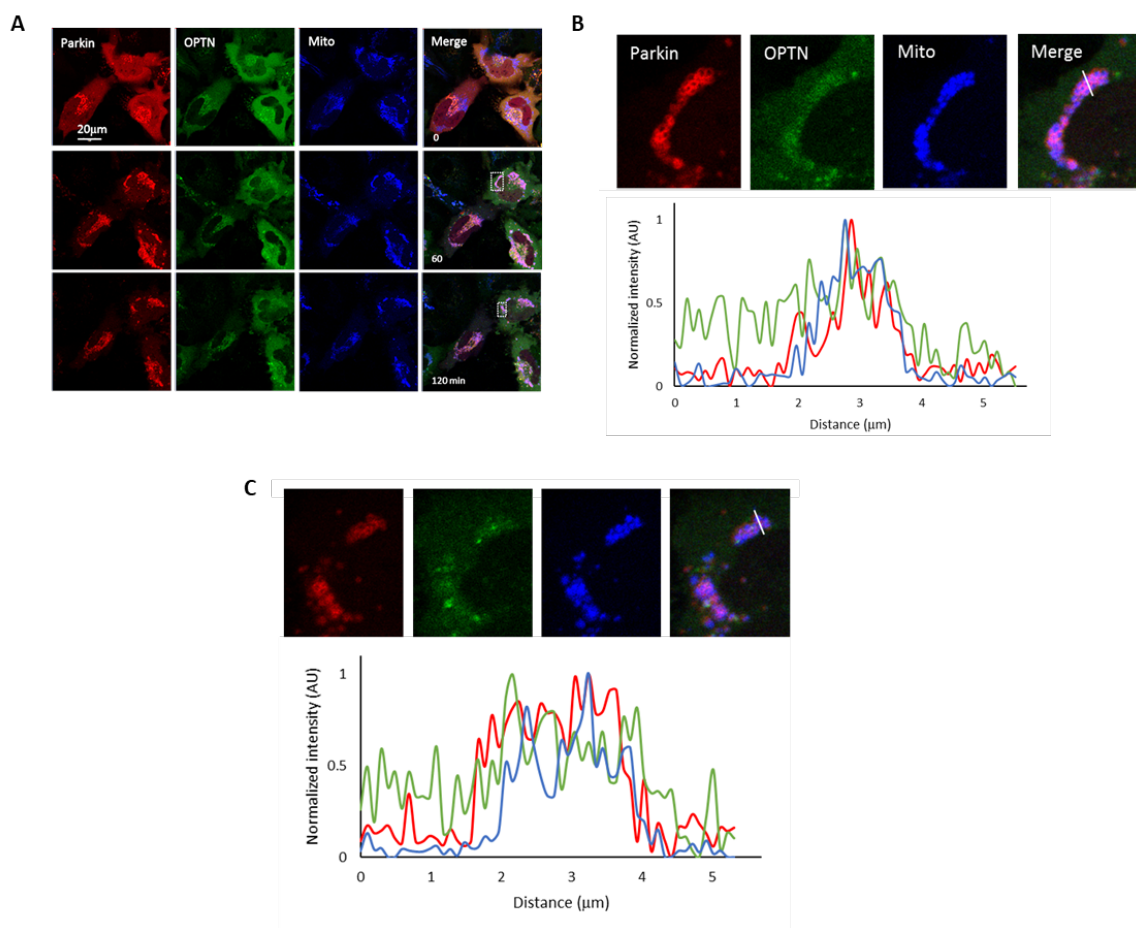 A
Parkin OPTN Mito Merge
20µm
0
60
120 min
B
Parkin OPTN Mito Merge
Normalized intensity (AU)
1
0.5
0
0 1 2 3 4 5
Distance (µm)
C
Normalized intensity (AU)
1
0.5
0
0 1 2 3 4 5
Distance (µm)